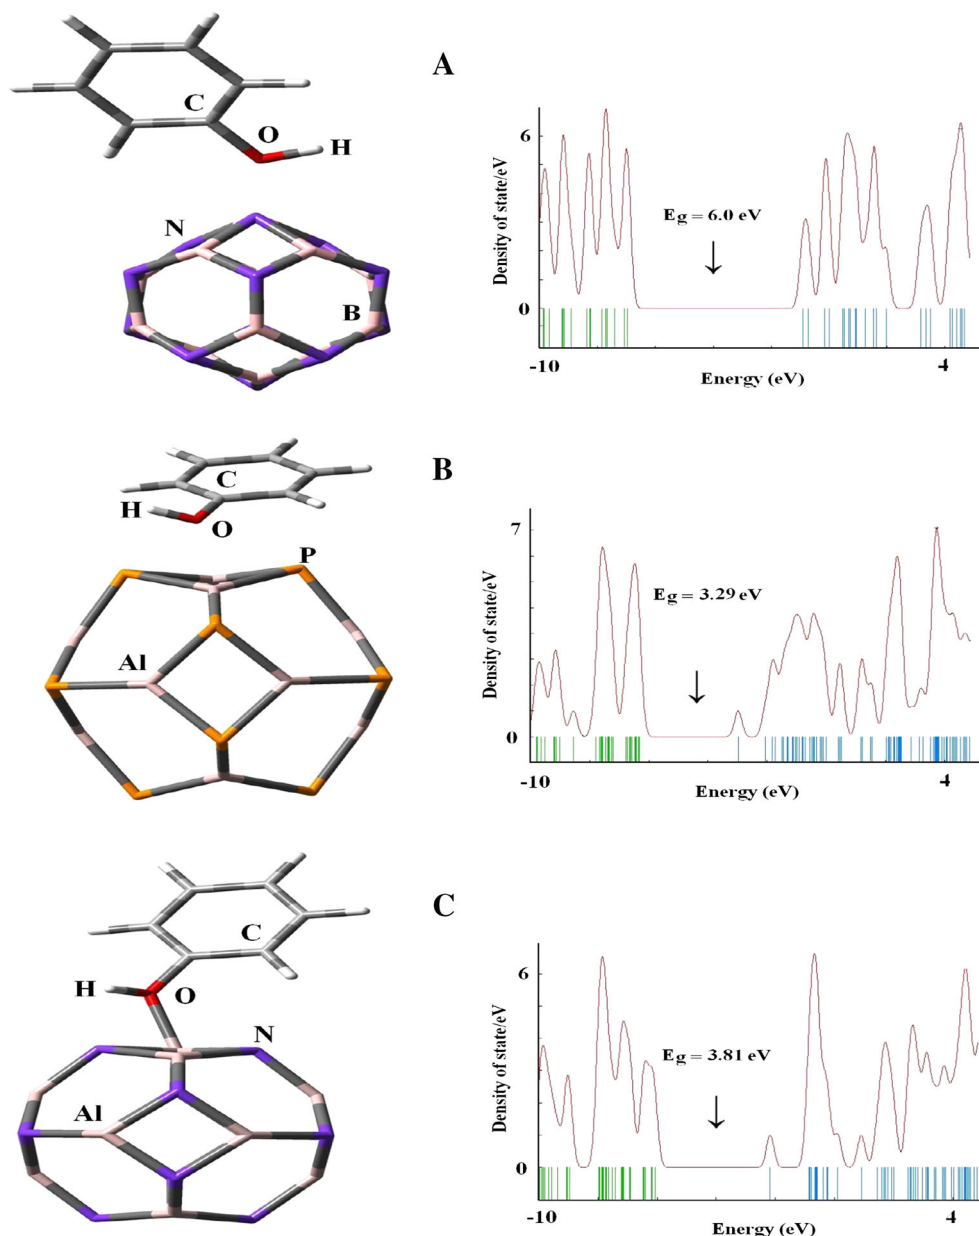 A
C
O
H
N
B
Density of state/eV
6
Eg = 6.0 eV
0
-10
4
Energy (eV)
B
C
H
O
P
Al
Density of state/eV
7
Eg = 3.29 eV
0
-10
4
Energy (eV)
C
C
H
O
N
Al
Density of state/eV
6
Eg = 3.81 eV
0
-10
4
Energy (eV)